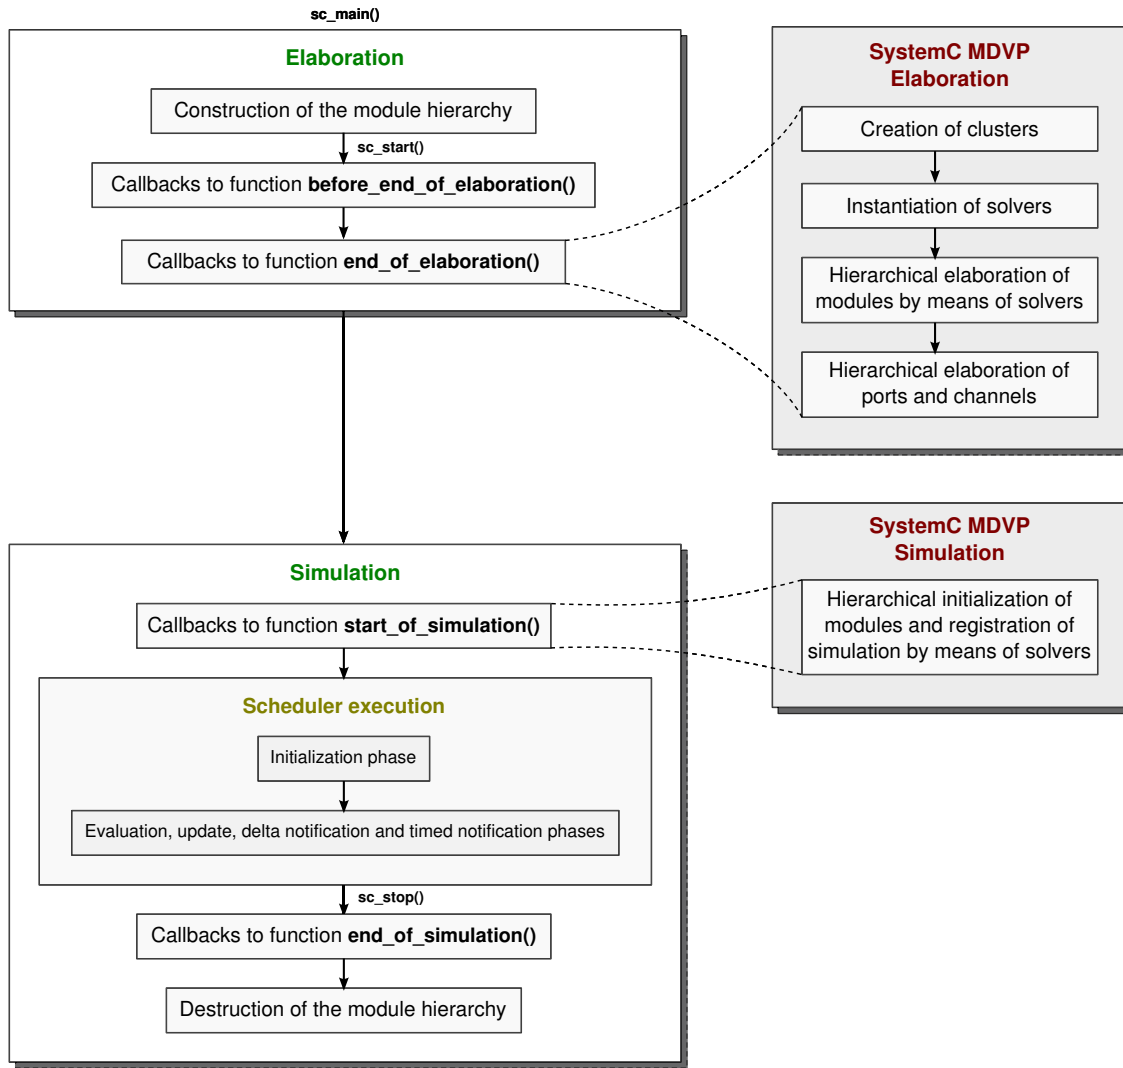 sc_main()
Elaboration
Construction of the module hierarchy
sc_start()
Callbacks to function before_end_of_elaboration()
Callbacks to function end_of_elaboration()
SystemC MDVP
Elaboration
Creation of clusters
Instantiation of solvers
Hierarchical elaboration of
modules by means of solvers
Hierarchical elaboration of
ports and channels
Simulation
Callbacks to function start_of_simulation()
Scheduler execution
Initialization phase
Evaluation, update, delta notification and timed notification phases
sc_stop()
Callbacks to function end_of_simulation()
Destruction of the module hierarchy
SystemC MDVP
Simulation
Hierarchical initialization of
modules and registration of
simulation by means of solvers